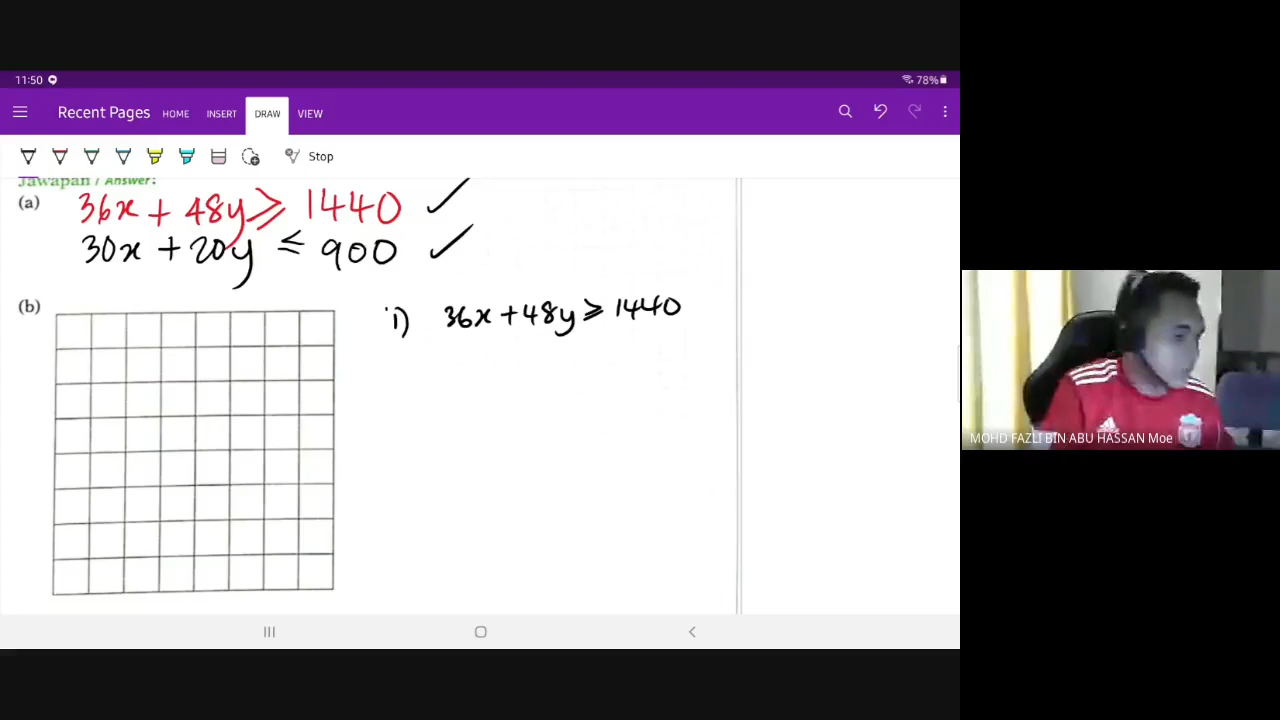 11:50
78%
Recent Pages HOME INSERT DRAW VIEW
Stop
Jawapan / Answer:
(a) 36x + 48y ≥ 1440 ✓
30x + 20y ≤ 900 ✓
(b) i) 36x + 48y ≥ 1440
MOHD FAZLI BIN ABU HASSAN Moe